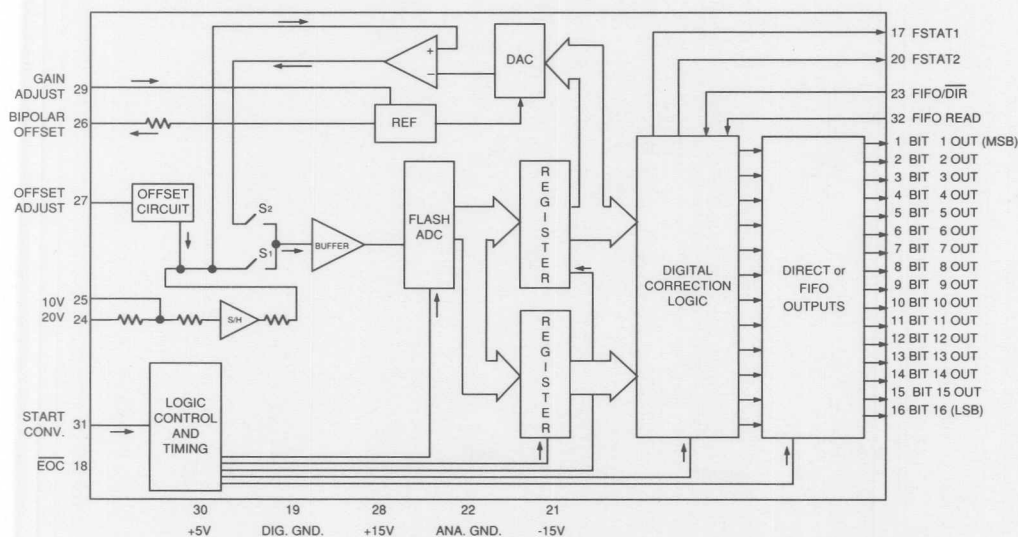 GAIN
ADJUST 29
BIPOLAR
OFFSET 26
OFFSET
ADJUST 27
10V 25
20V 24
START
CONV. 31
EOC 18
OFFSET
CIRCUIT
S2
S1
BUFFER
S/H
LOGIC
CONTROL
AND
TIMING
+
−
REF
DAC
FLASH
ADC
REGISTER
REGISTER
DIGITAL
CORRECTION
LOGIC
DIRECT or
FIFO
OUTPUTS
17 FSTAT1
20 FSTAT2
23 FIFO/DIR
32 FIFO READ
1 BIT 1 OUT (MSB)
2 BIT 2 OUT
3 BIT 3 OUT
4 BIT 4 OUT
5 BIT 5 OUT
6 BIT 6 OUT
7 BIT 7 OUT
8 BIT 8 OUT
9 BIT 9 OUT
10 BIT 10 OUT
11 BIT 11 OUT
12 BIT 12 OUT
13 BIT 13 OUT
14 BIT 14 OUT
15 BIT 15 OUT
16 BIT 16 (LSB)
30 19 28 22 21
+5V DIG. GND. +15V ANA. GND. -15V